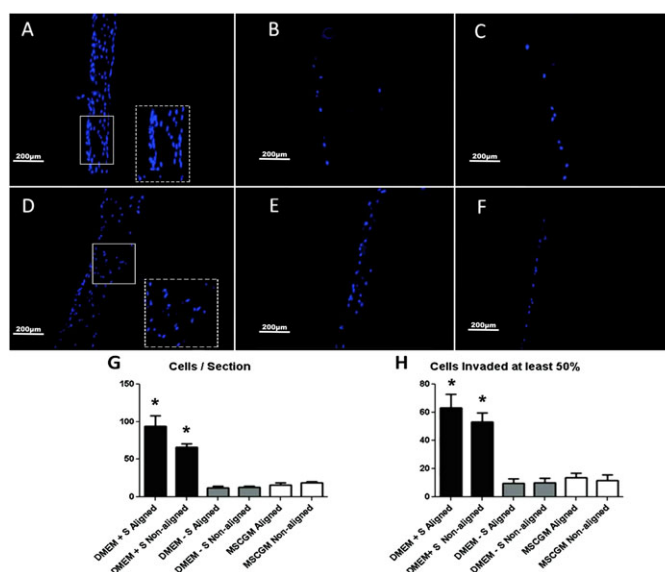 A
B
C
200μm
200μm
200μm
D
E
F
200μm
200μm
200μm
G
Cells / Section
150
100
50
0
*
*
DMEM + S Aligned
DMEM + S Non-aligned
DMEM - S Aligned
DMEM - S Non-aligned
MSCGM Aligned
MSCGM Non-aligned
H
Cells Invaded at least 50%
80
60
40
20
0
*
*
DMEM + S Aligned
DMEM+ S Non-aligned
DMEM - S Aligned
DMEM - S Non-aligned
MSCGM Aligned
MSCGM Non-aligned